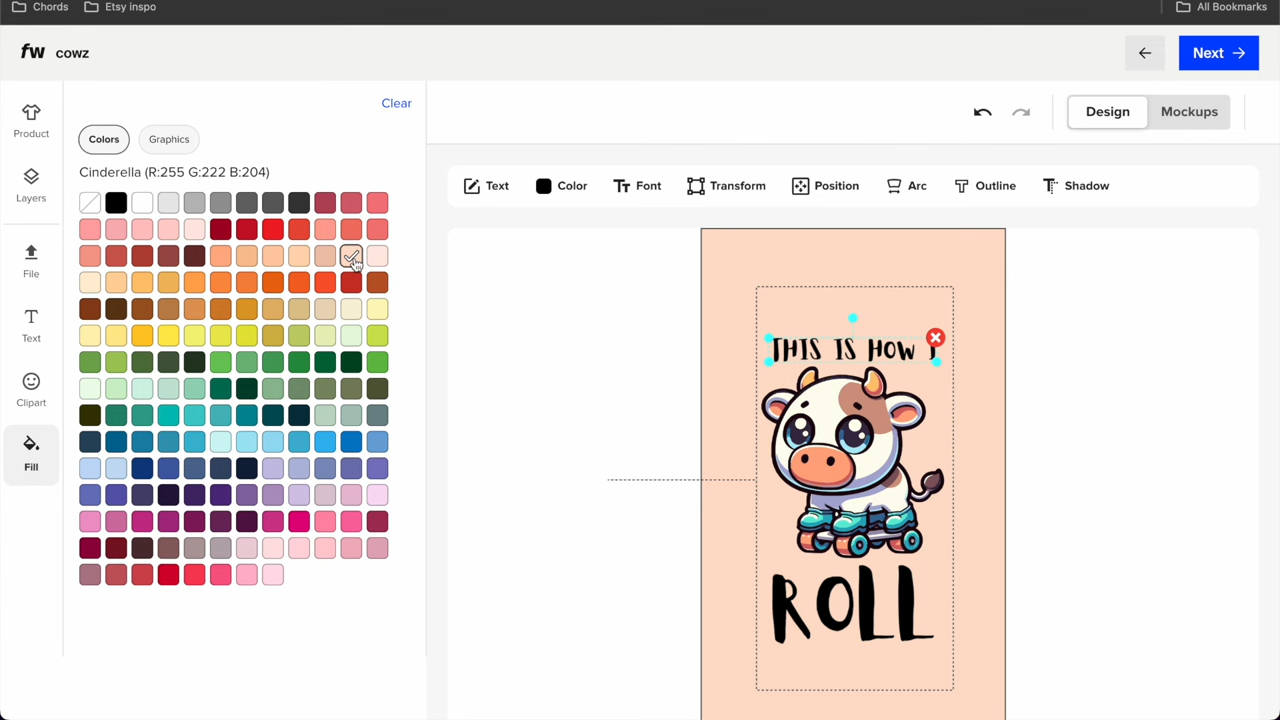 Chords
Etsy inspo
All Bookmarks
fw cowz
Next
Product
Layers
File
Text
Clipart
Fill
Clear
Colors
Graphics
Cinderella (R:255 G:222 B:204)
Design
Mockups
Text
Color
Font
Transform
Position
Arc
Outline
Shadow
THIS IS HOW I
ROLL